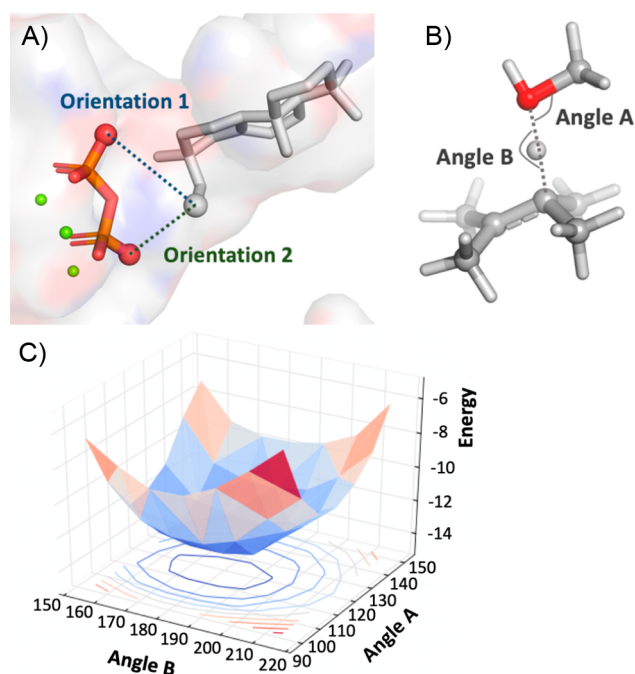 A)
Orientation 1
Orientation 2
B)
Angle A
Angle B
C)
Energy
-6
-8
-10
-12
-14
150
160
170
180
190
200
210
220
Angle B
90
100
110
120
130
140
150
Angle A